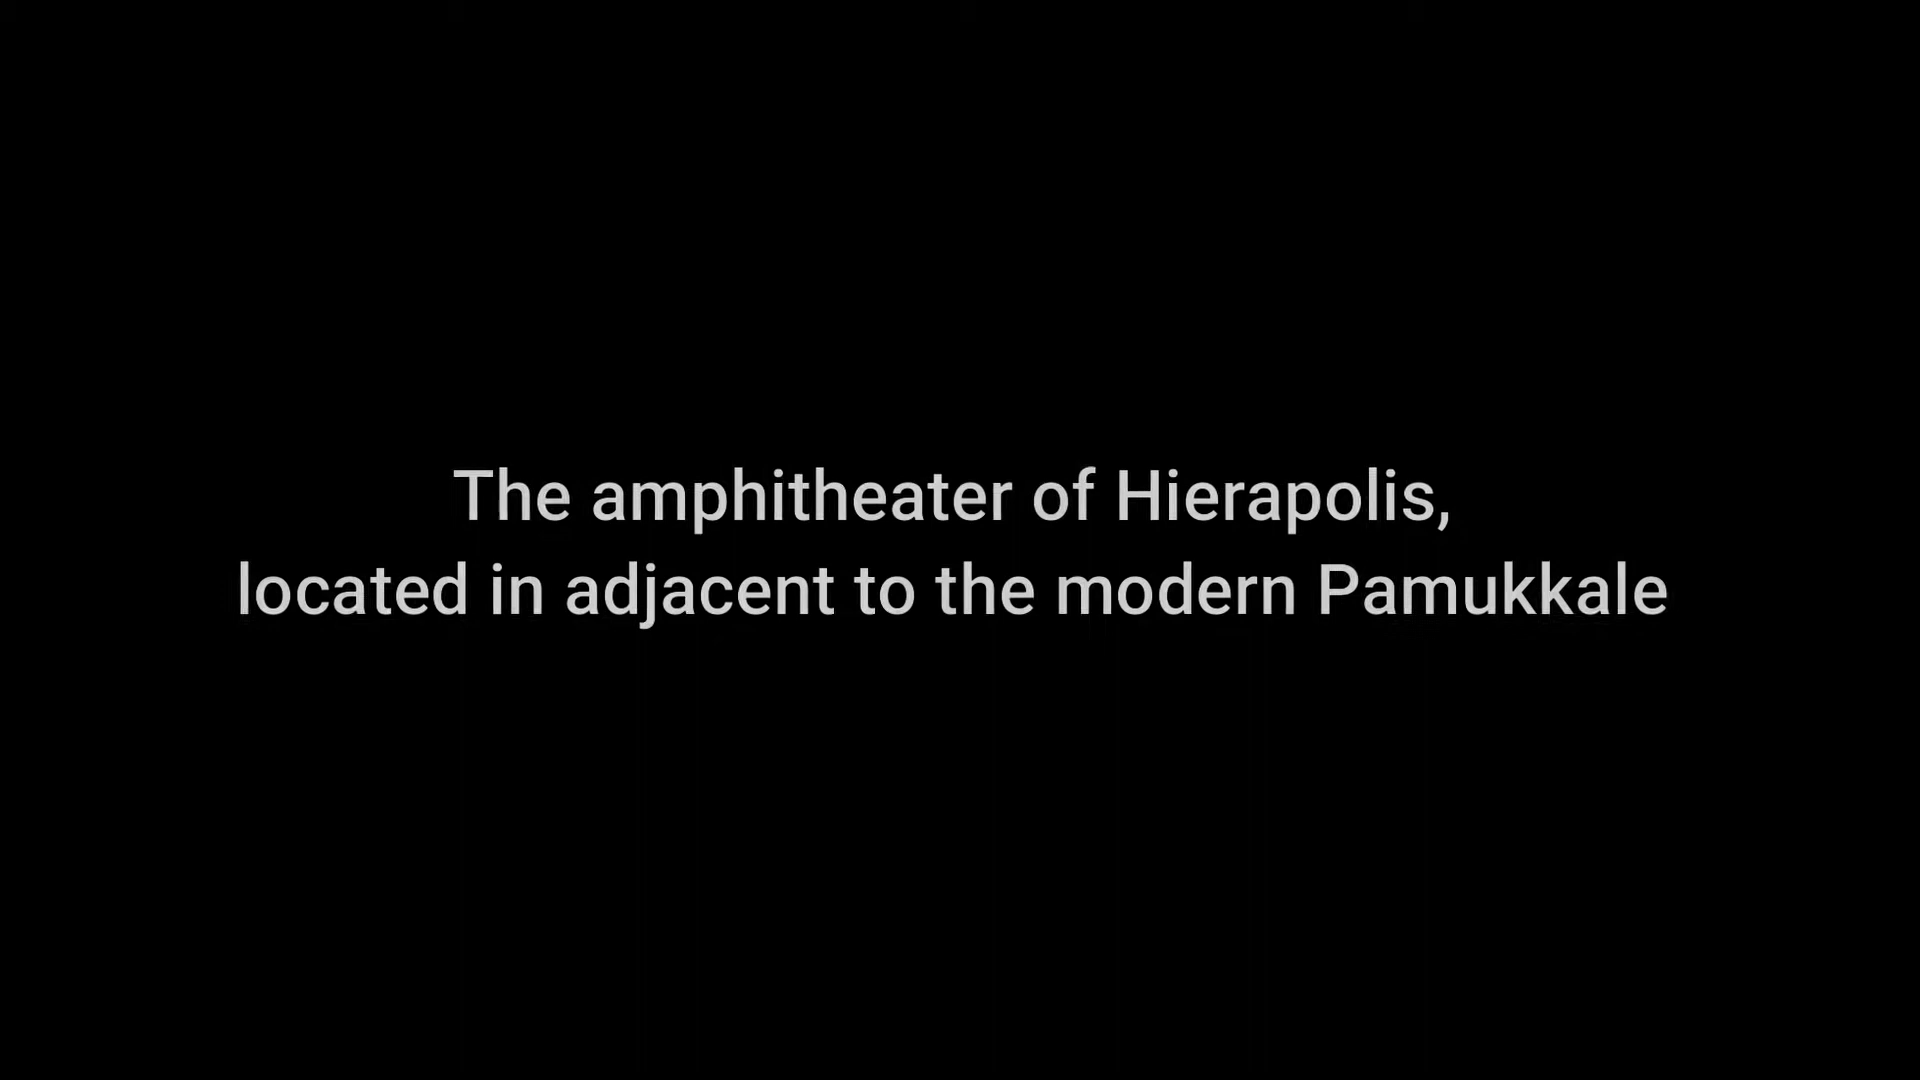 The amphitheater of Hierapolis,
located in adjacent to the modern Pamukkale